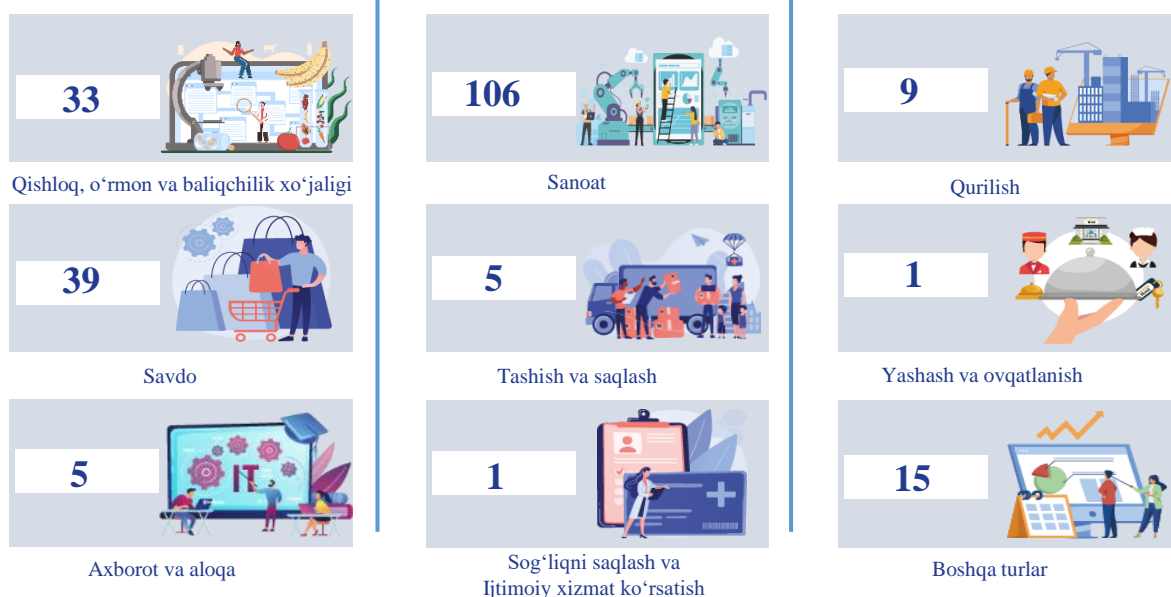 33
106
9
Qishloq, o‘rmon va baliqchilik xo‘jaligi
Sanoat
Qurilish
39
5
1
Savdo
Tashish va saqlash
Yashash va ovqatlanish
5
IT
1
15
Axborot va aloqa
Sog‘liqni saqlash va
Ijtimoiy xizmat ko‘rsatish
Boshqa turlar